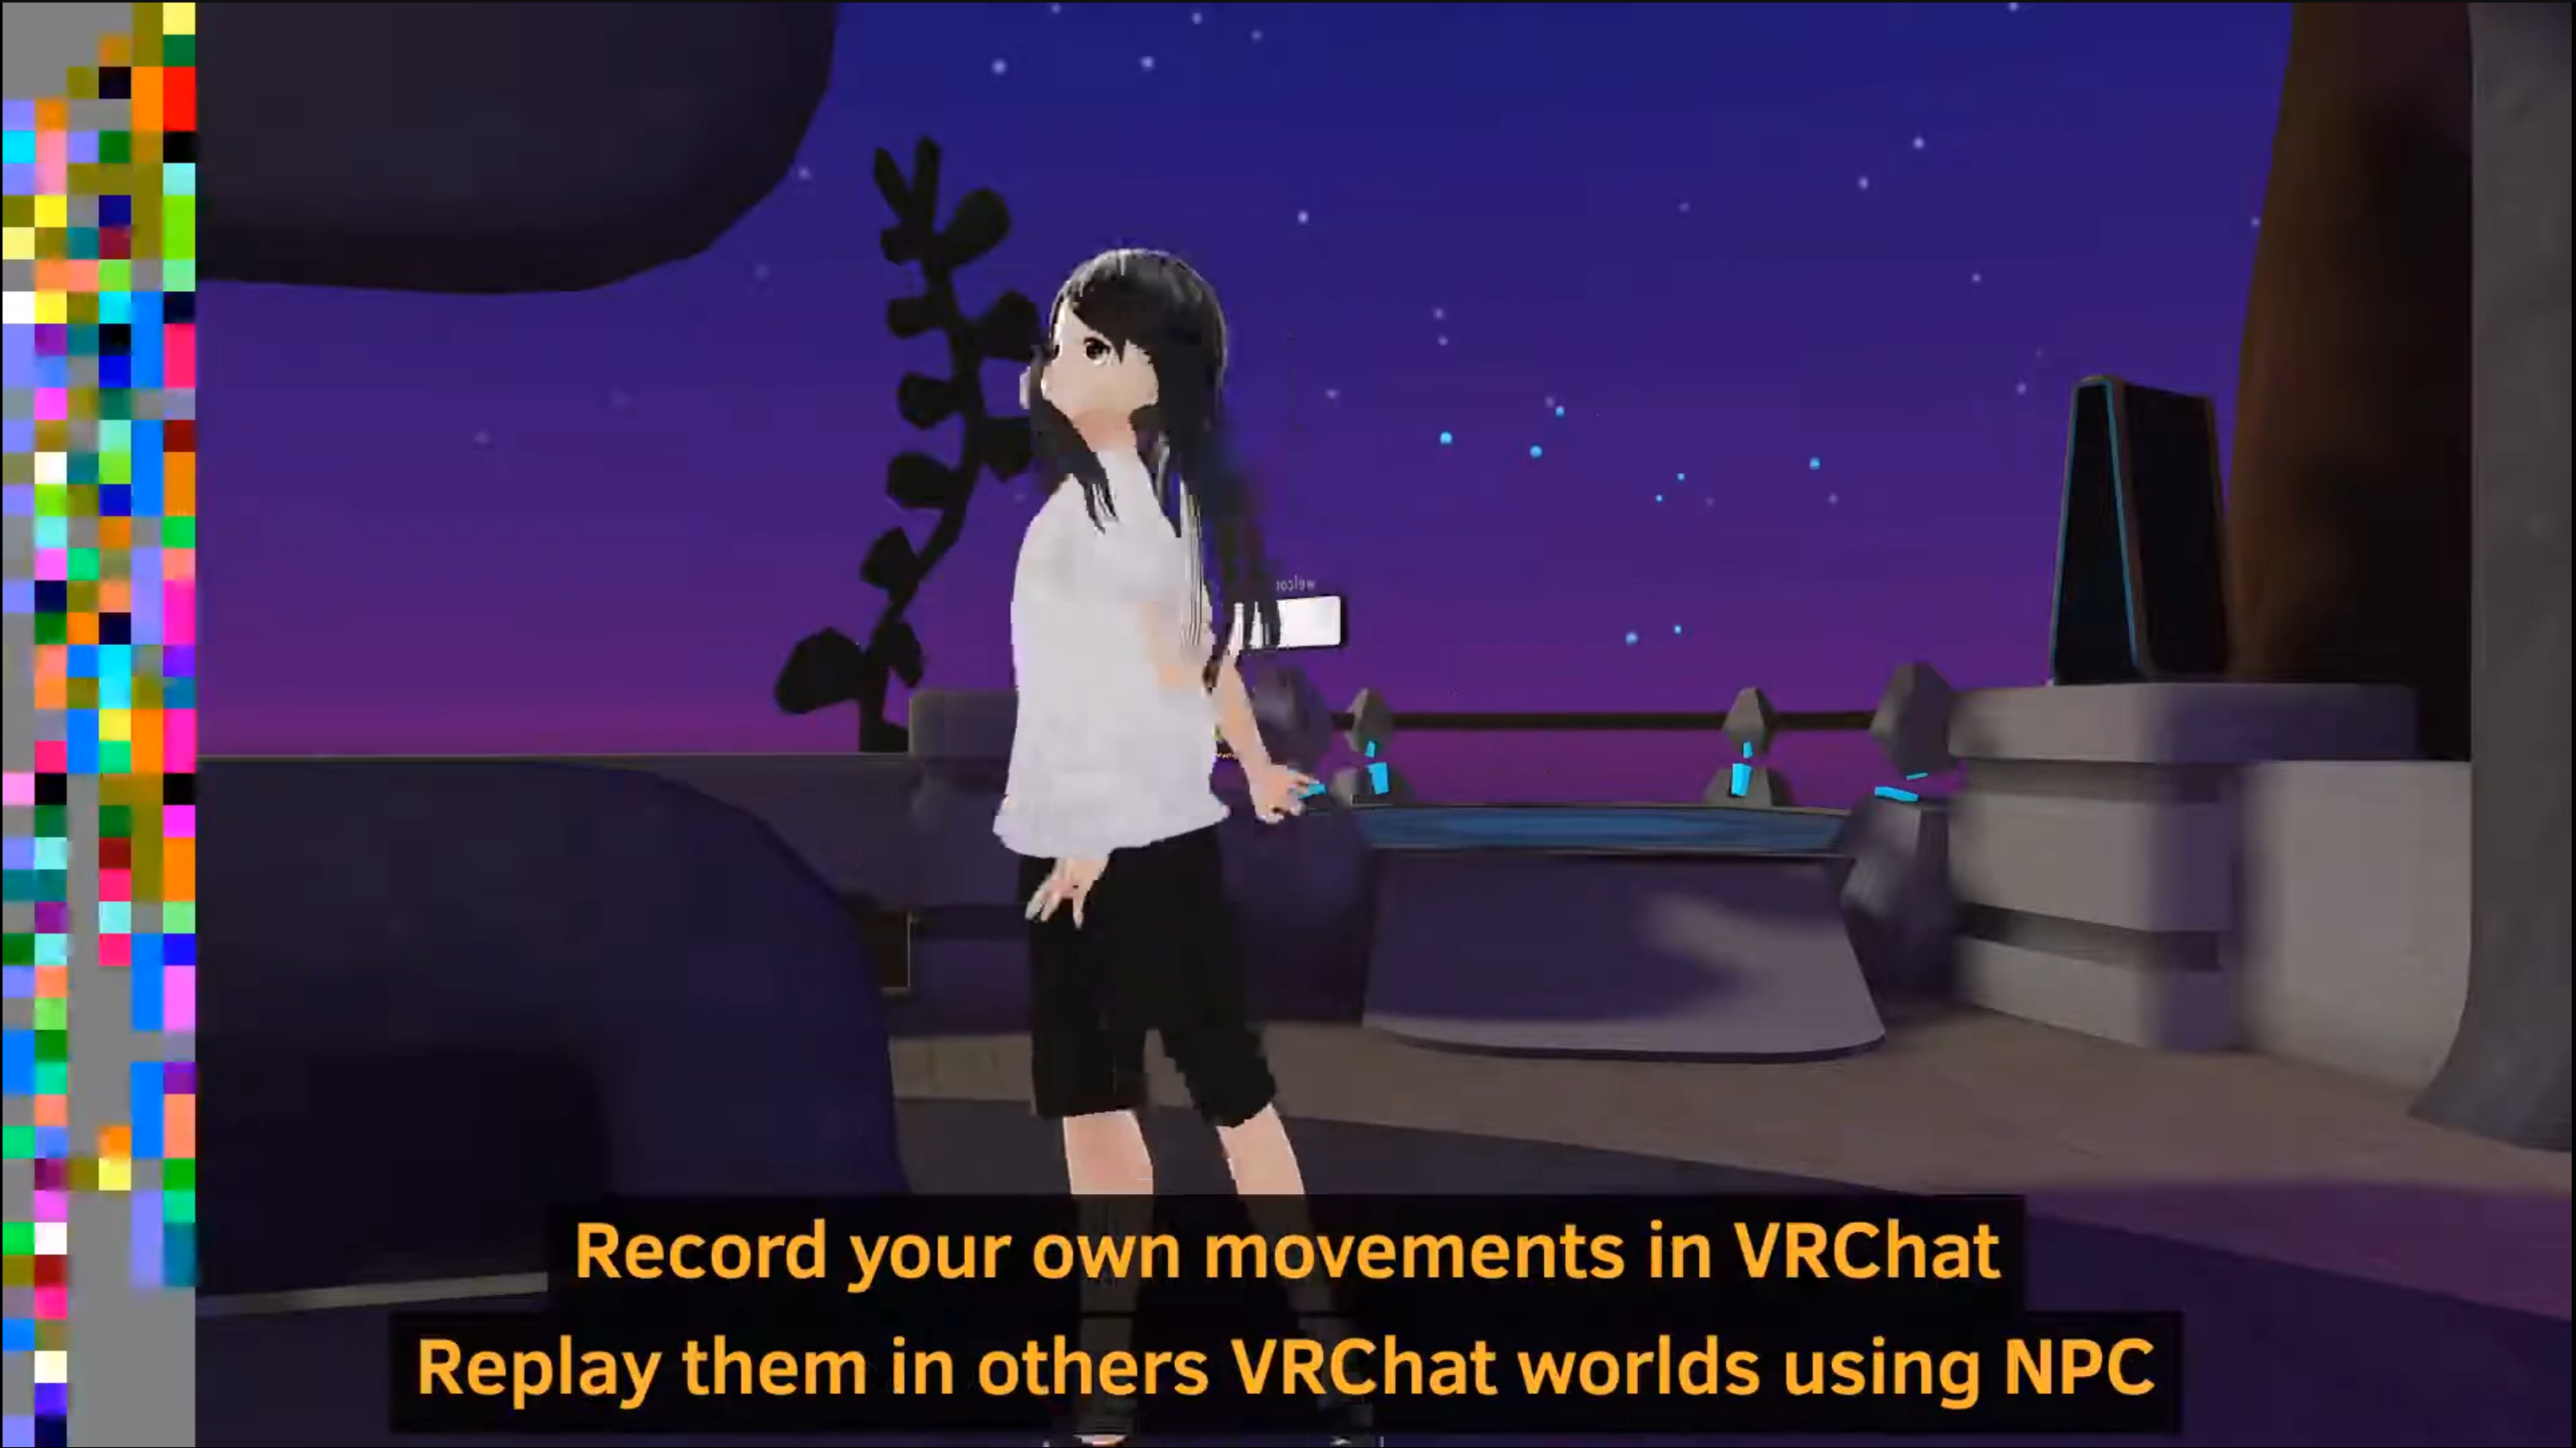 Record your own movements in VRChat
Replay them in others VRChat worlds using NPC